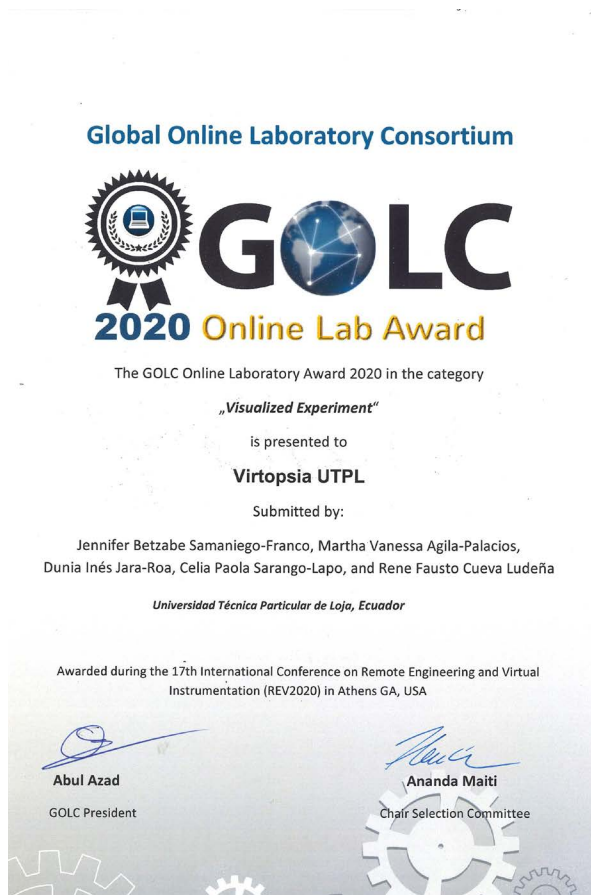 Global Online Laboratory Consortium
GOLC
2020 Online Lab Award
The GOLC Online Laboratory Award 2020 in the category
„Visualized Experiment“
is presented to
Virtopsia UTPL
Submitted by:
Jennifer Betzabe Samaniego-Franco, Martha Vanessa Agila-Palacios,
Dunia Inés Jara-Roa, Celia Paola Sarango-Lapo, and Rene Fausto Cueva Ludeña
Universidad Técnica Particular de Loja, Ecuador
Awarded during the 17th International Conference on Remote Engineering and Virtual
Instrumentation (REV2020) in Athens GA, USA
Abul Azad
GOLC President
Ananda Maiti
Chair Selection Committee